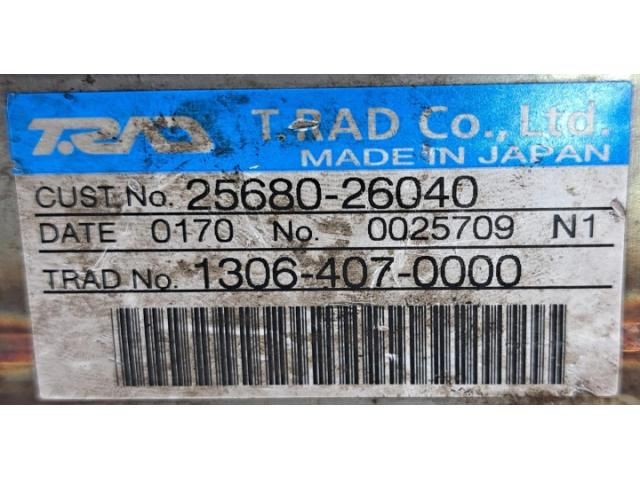 T.RAD T.RAD Co., Ltd.
MADE IN JAPAN
CUST No. 25680-26040
DATE 0170 No. 0025709 N1
TRAD No. 1306-407-0000